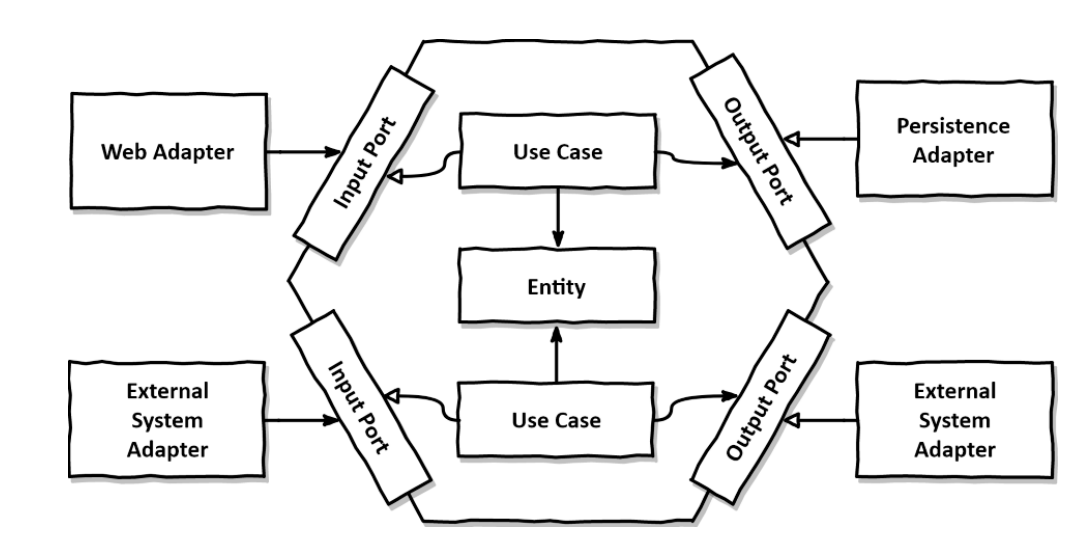 Web Adapter
Input Port
Use Case
Output Port
Persistence
Adapter
Entity
External
System
Adapter
Input Port
Use Case
Output Port
External
System
Adapter